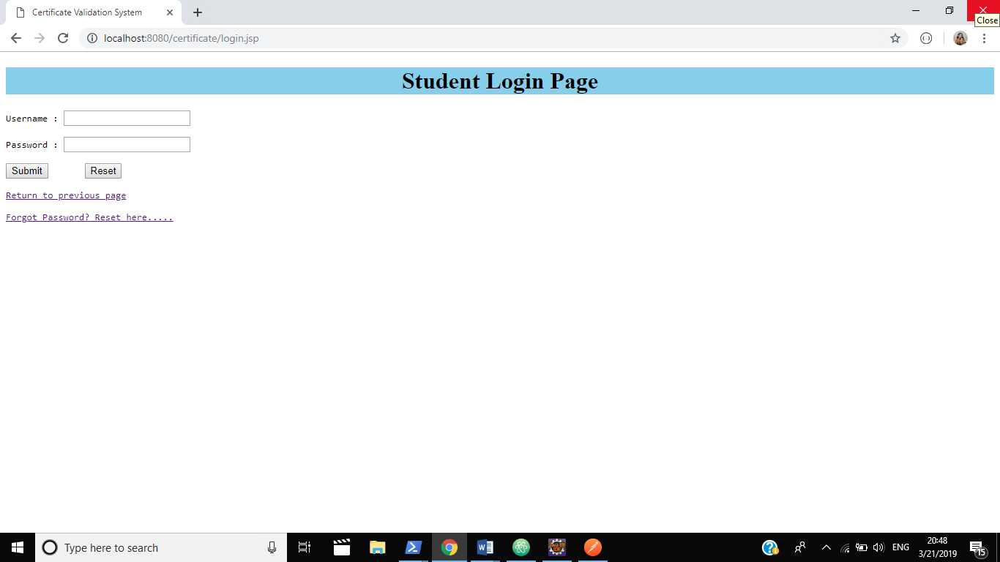 Certificate Validation System
Close
localhost:8080/certificate/login.jsp
Student Login Page
Username :
Password :
Submit Reset
Return to previous page
Forgot Password? Reset here.....
Type here to search
ENG
20:48
3/21/2019
15